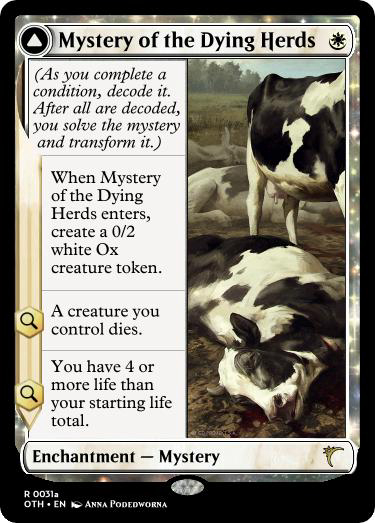 Mystery of the Dying Herds
(As you complete a
condition, decode it.
After all are decoded,
you solve the mystery
and transform it.)
When Mystery
of the Dying
Herds enters,
create a 0/2
white Ox
creature token.
A creature you
control dies.
You have 4 or
more life than
your starting life
total.
Enchantment — Mystery
R 0031a
OTH • EN Anna Podedworna